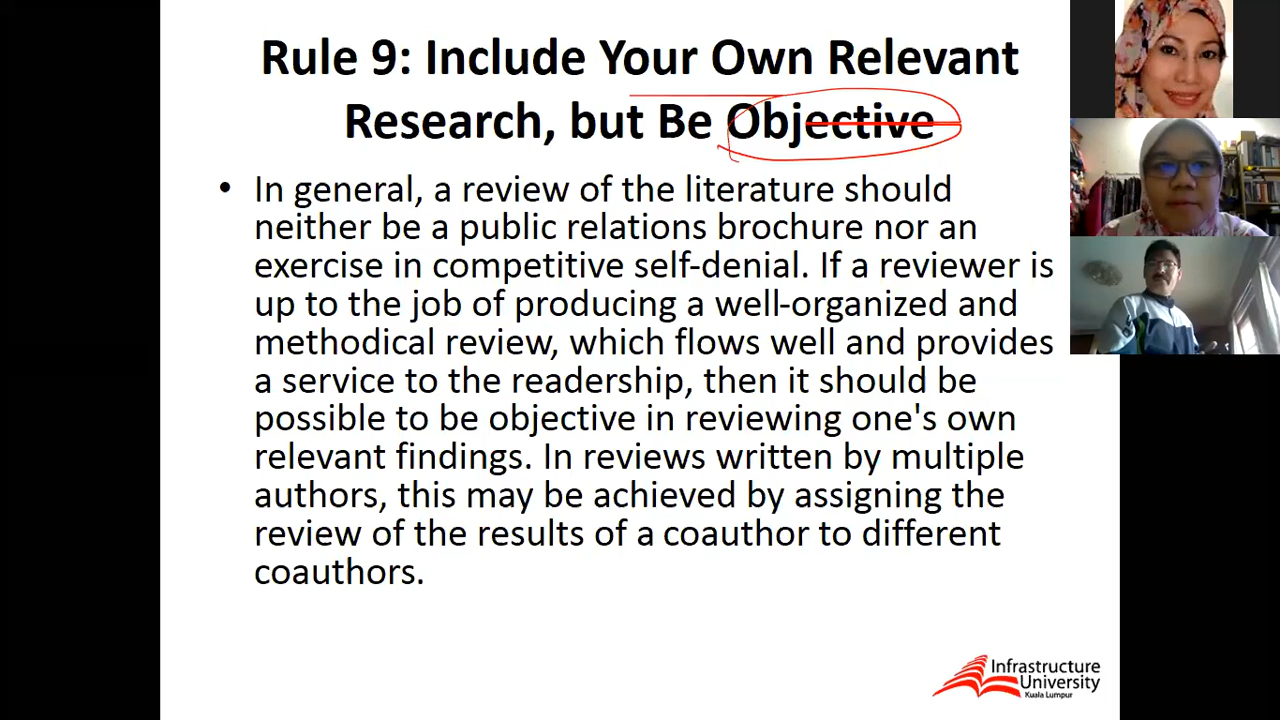 Rule 9: Include Your Own Relevant
Research, but Be Objective
• In general, a review of the literature should
neither be a public relations brochure nor an
exercise in competitive self-denial. If a reviewer is
up to the job of producing a well-organized and
methodical review, which flows well and provides
a service to the readership, then it should be
possible to be objective in reviewing one's own
relevant findings. In reviews written by multiple
authors, this may be achieved by assigning the
review of the results of a coauthor to different
coauthors.
Infrastructure
University
Kuala Lumpur